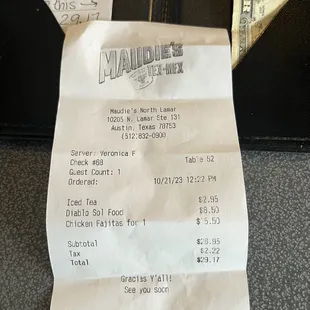 this →
29.17
MAUDIE'S
TEX-MEX
Maudie's North Lamar
10205 N. Lamar Ste 131
Austin, Texas 78753
(512)832-0900
Server: Veronica F
Check #68 Table 52
Guest Count: 1
Ordered: 10/21/23 12:22 PM
Iced Tea $2.95
Diablo Sol Food $8.50
Chicken Fajitas for 1 $15.50
Subtotal $26.95
Tax $2.22
Total $29.17
Gracias Y'all!
See you soon